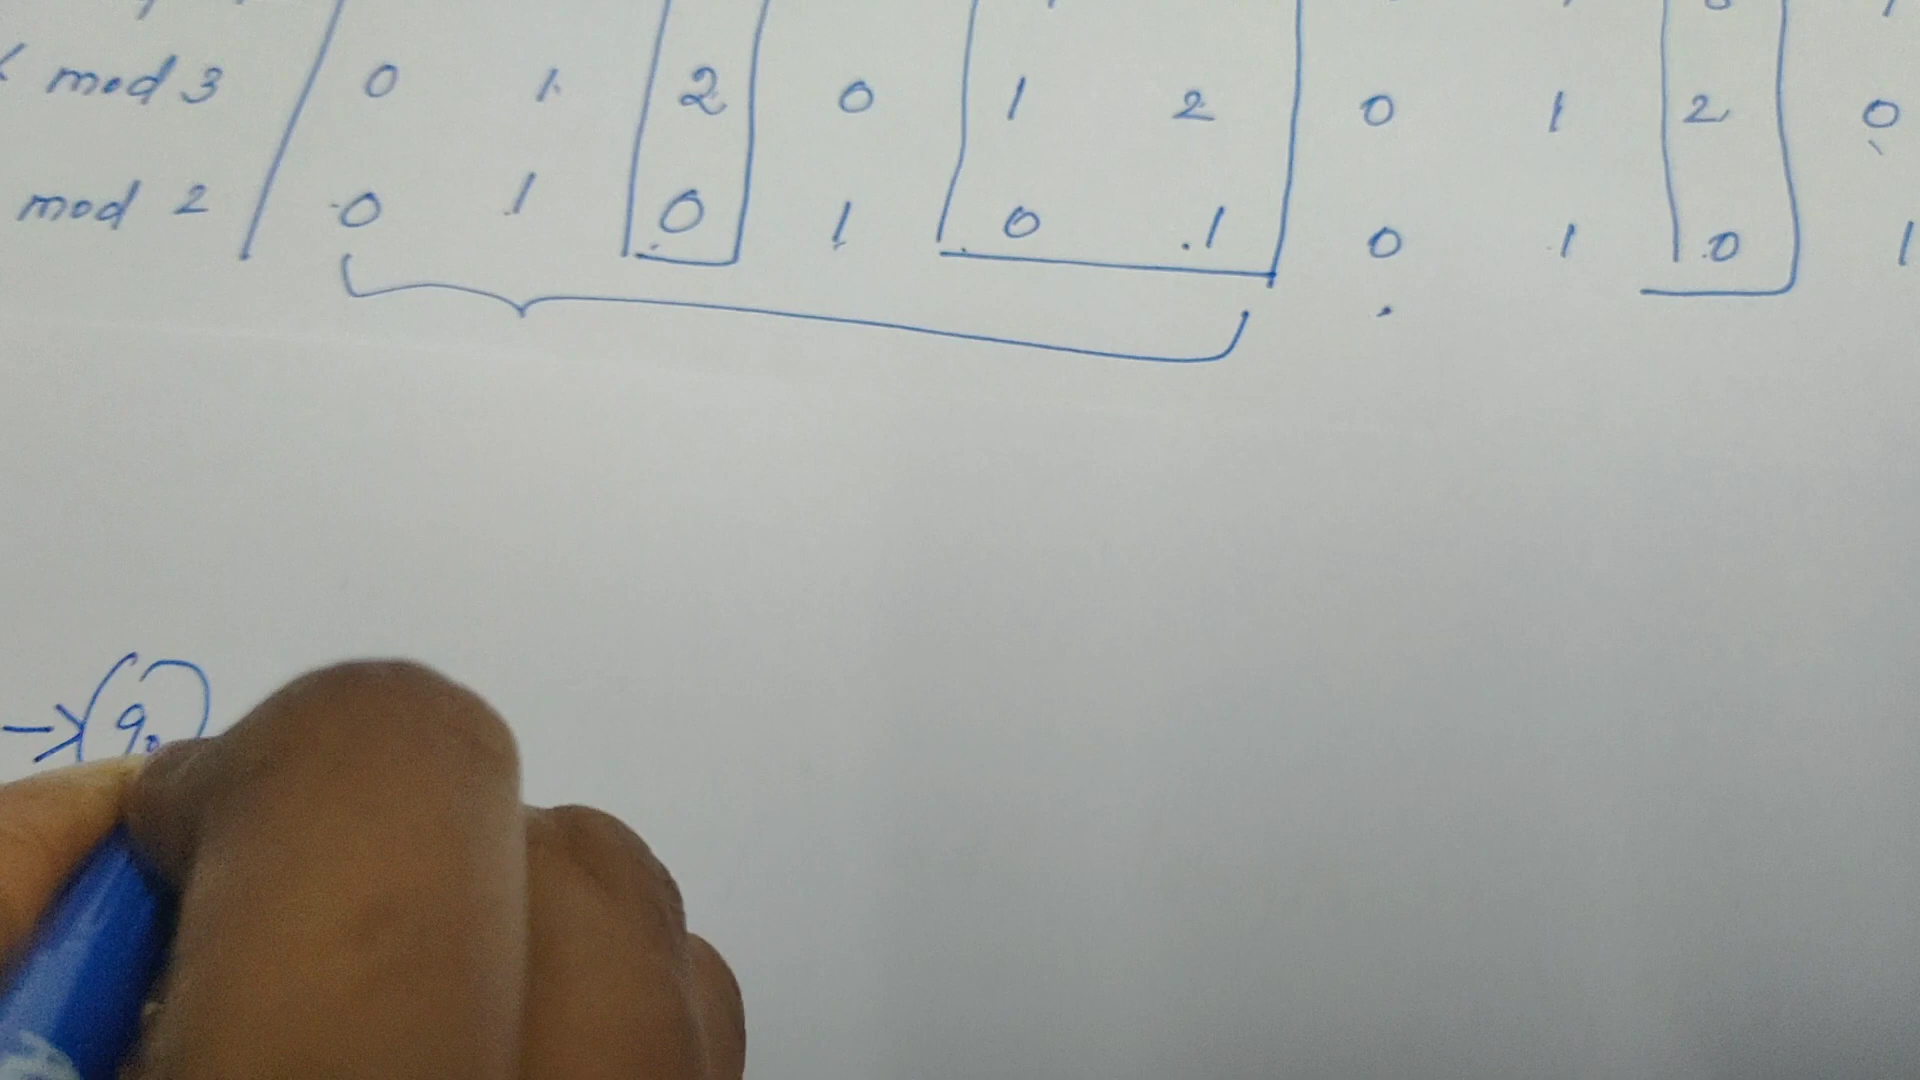 mod 3 0 1 2 0 1 2 0 1 2 0
mod 2 0 1 0 1 0 1 0 1 0 1
q₀